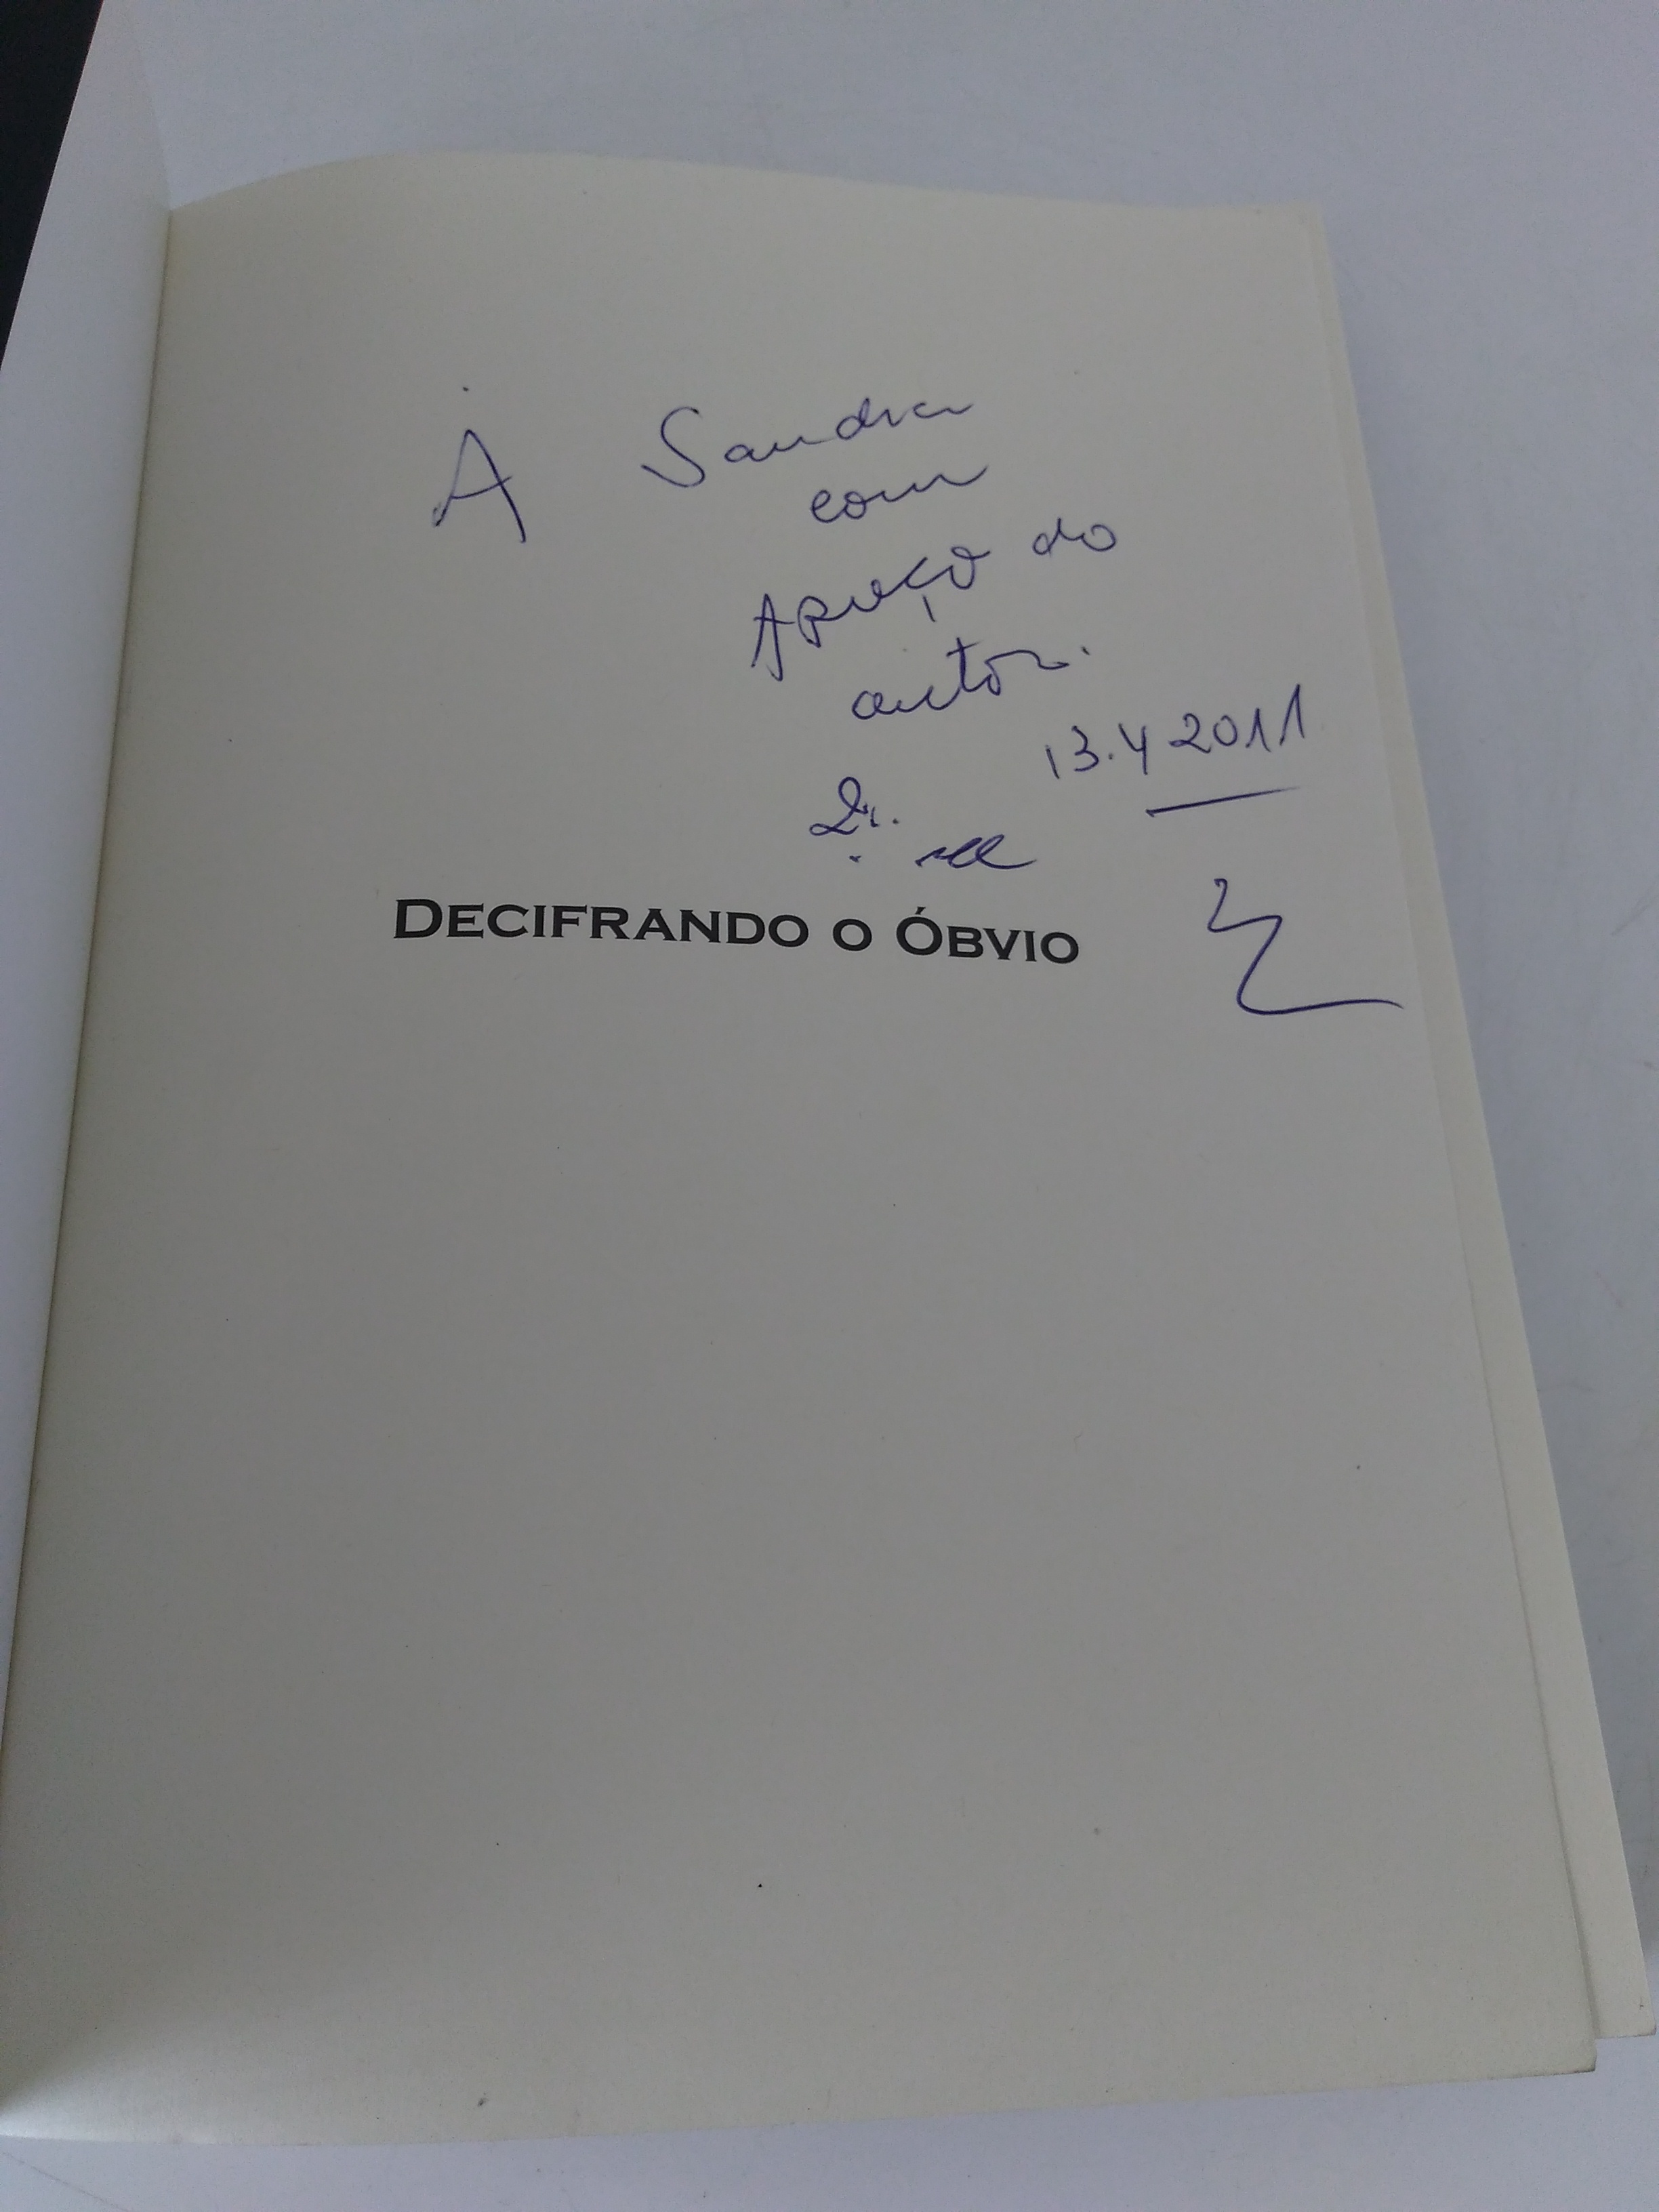 À Sandra
com
Apreço do
autor.
13.4 2011
DECIFRANDO O ÓBVIO